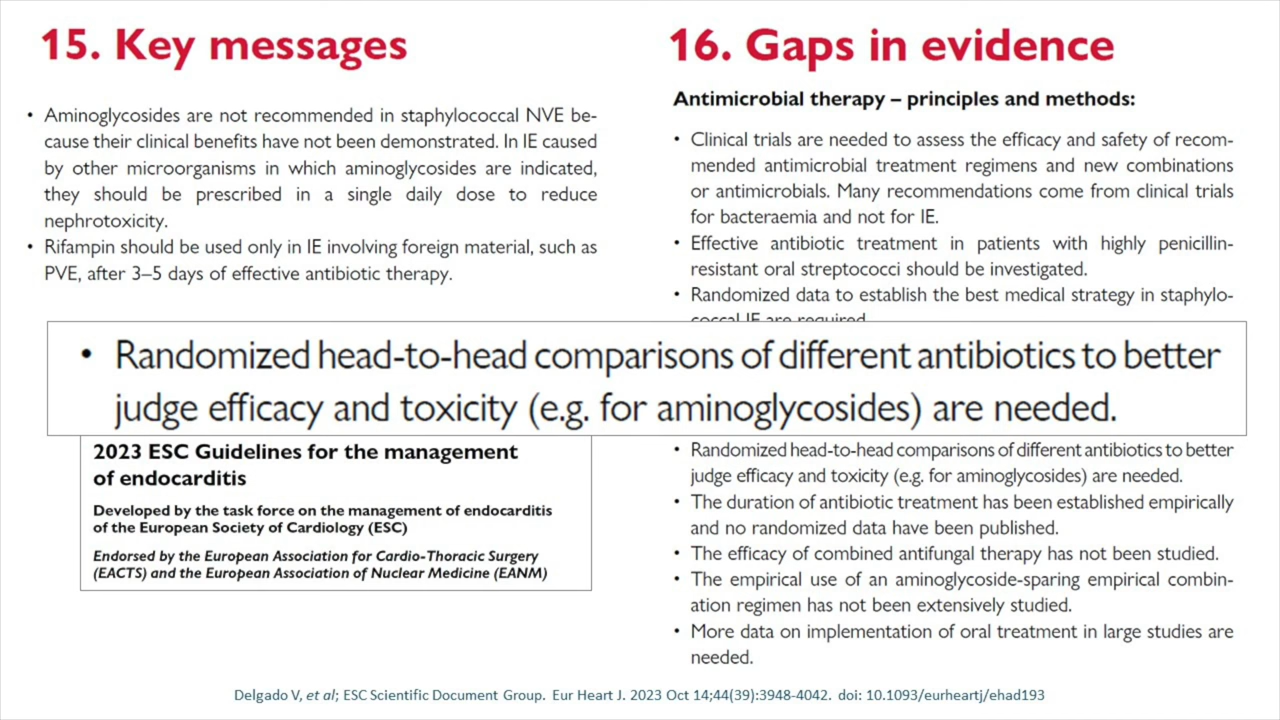 15. Key messages
• Aminoglycosides are not recommended in staphylococcal NVE be-
cause their clinical benefits have not been demonstrated. In IE caused
by other microorganisms in which aminoglycosides are indicated,
they should be prescribed in a single daily dose to reduce
nephrotoxicity.
• Rifampin should be used only in IE involving foreign material, such as
PVE, after 3–5 days of effective antibiotic therapy.
16. Gaps in evidence
Antimicrobial therapy – principles and methods:
• Clinical trials are needed to assess the efficacy and safety of recom-
mended antimicrobial treatment regimens and new combinations
or antimicrobials. Many recommendations come from clinical trials
for bacteraemia and not for IE.
• Effective antibiotic treatment in patients with highly penicillin-
resistant oral streptococci should be investigated.
• Randomized data to establish the best medical strategy in staphylo-
coccal IE are required.
• Randomized head-to-head comparisons of different antibiotics to better
judge efficacy and toxicity (e.g. for aminoglycosides) are needed.
2023 ESC Guidelines for the management
of endocarditis
Developed by the task force on the management of endocarditis
of the European Society of Cardiology (ESC)
Endorsed by the European Association for Cardio-Thoracic Surgery
(EACTS) and the European Association of Nuclear Medicine (EANM)
• Randomized head-to-head comparisons of different antibiotics to better
judge efficacy and toxicity (e.g. for aminoglycosides) are needed.
• The duration of antibiotic treatment has been established empirically
and no randomized data have been published.
• The efficacy of combined antifungal therapy has not been studied.
• The empirical use of an aminoglycoside-sparing empirical combin-
ation regimen has not been extensively studied.
• More data on implementation of oral treatment in large studies are
needed.
Delgado V, et al; ESC Scientific Document Group. Eur Heart J. 2023 Oct 14;44(39):3948-4042. doi: 10.1093/eurheartj/ehad193